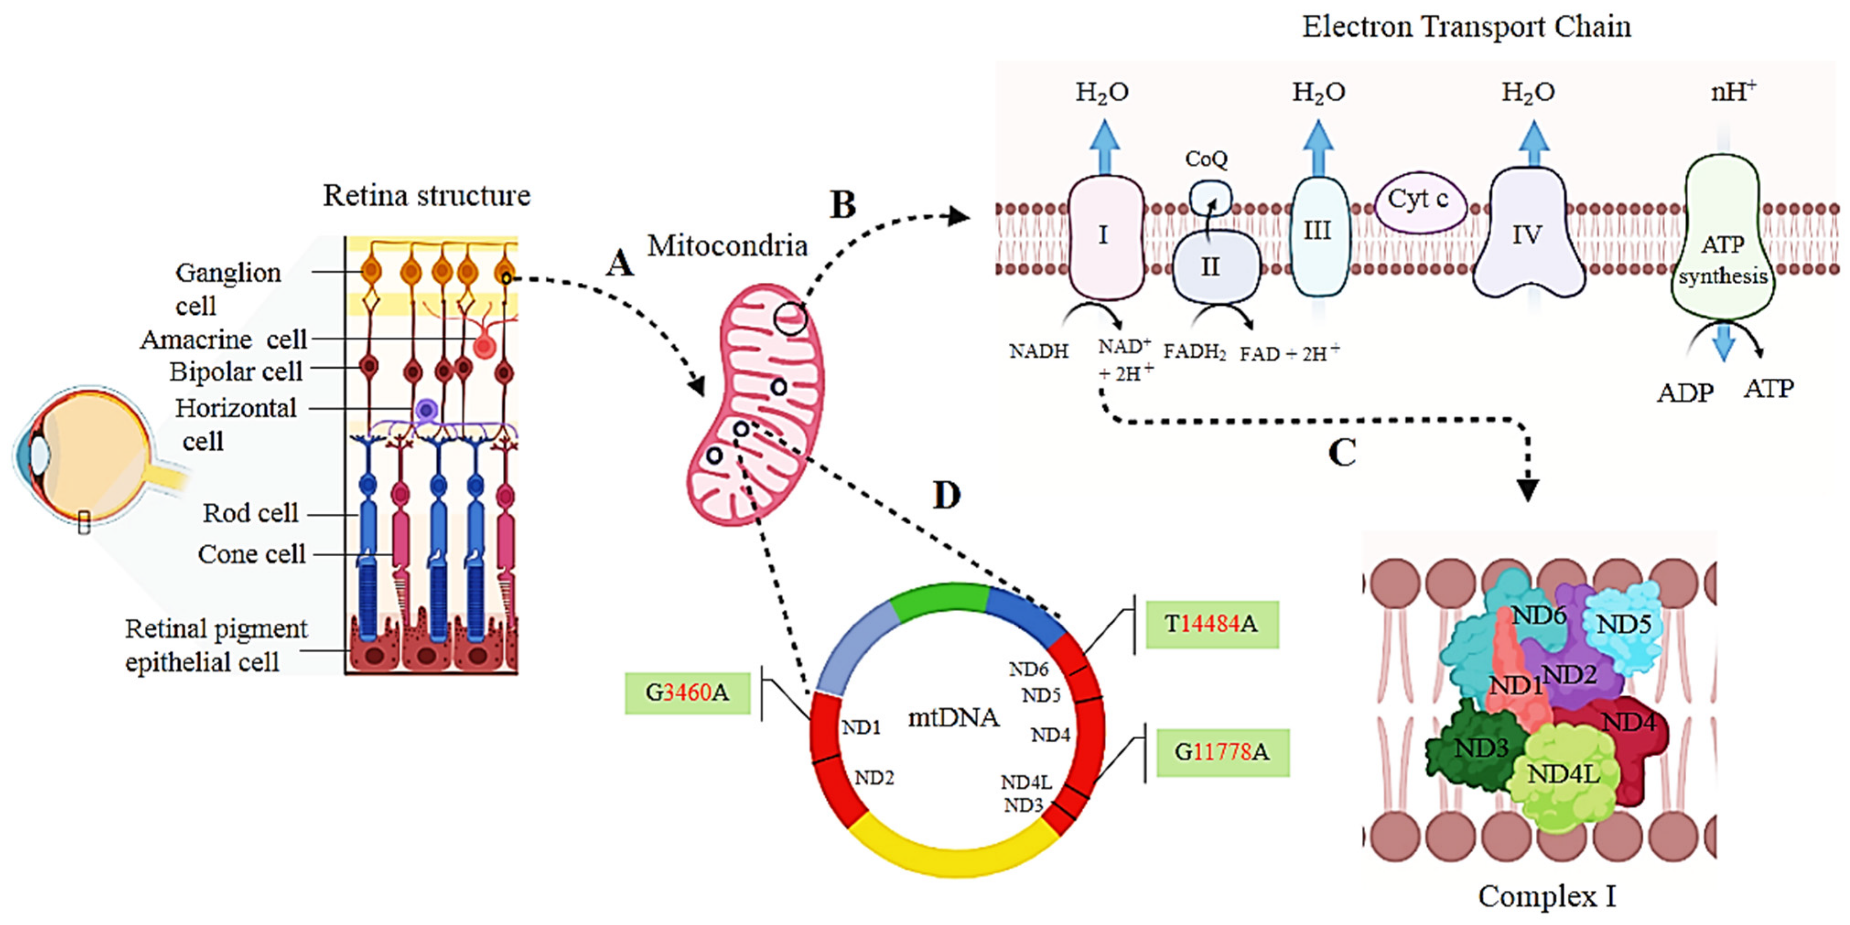 Electron Transport Chain
H₂O
H₂O
H₂O
nH⁺
CoQ
Cyt c
I
II
III
IV
ATP
synthesis
NADH
NAD⁺
+ 2H⁺
FADH₂
FAD + 2H⁺
ADP
ATP
Retina structure
Ganglion
cell
Amacrine cell
Bipolar cell
Horizontal
cell
Rod cell
Cone cell
Retinal pigment
epithelial cell
A
Mitocondria
B
C
D
G3460A
T14484A
G11778A
mtDNA
ND1
ND2
ND6
ND5
ND4
ND4L
ND3
ND6
ND5
ND1
ND2
ND4
ND3
ND4L
Complex I